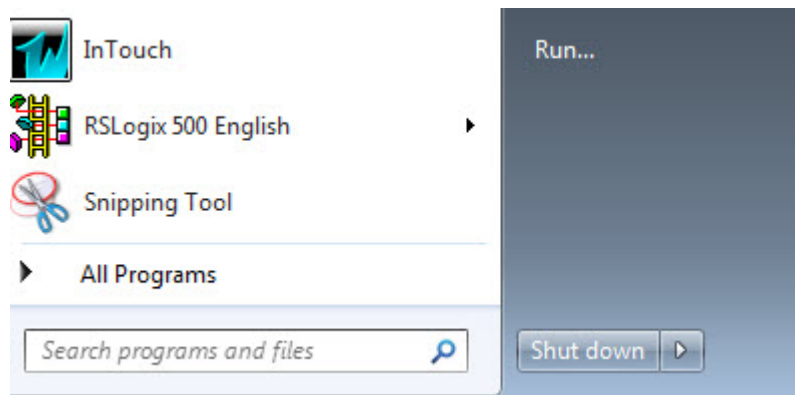 InTouch
RSLogix 500 English
Snipping Tool
All Programs
Search programs and files
Run...
Shut down